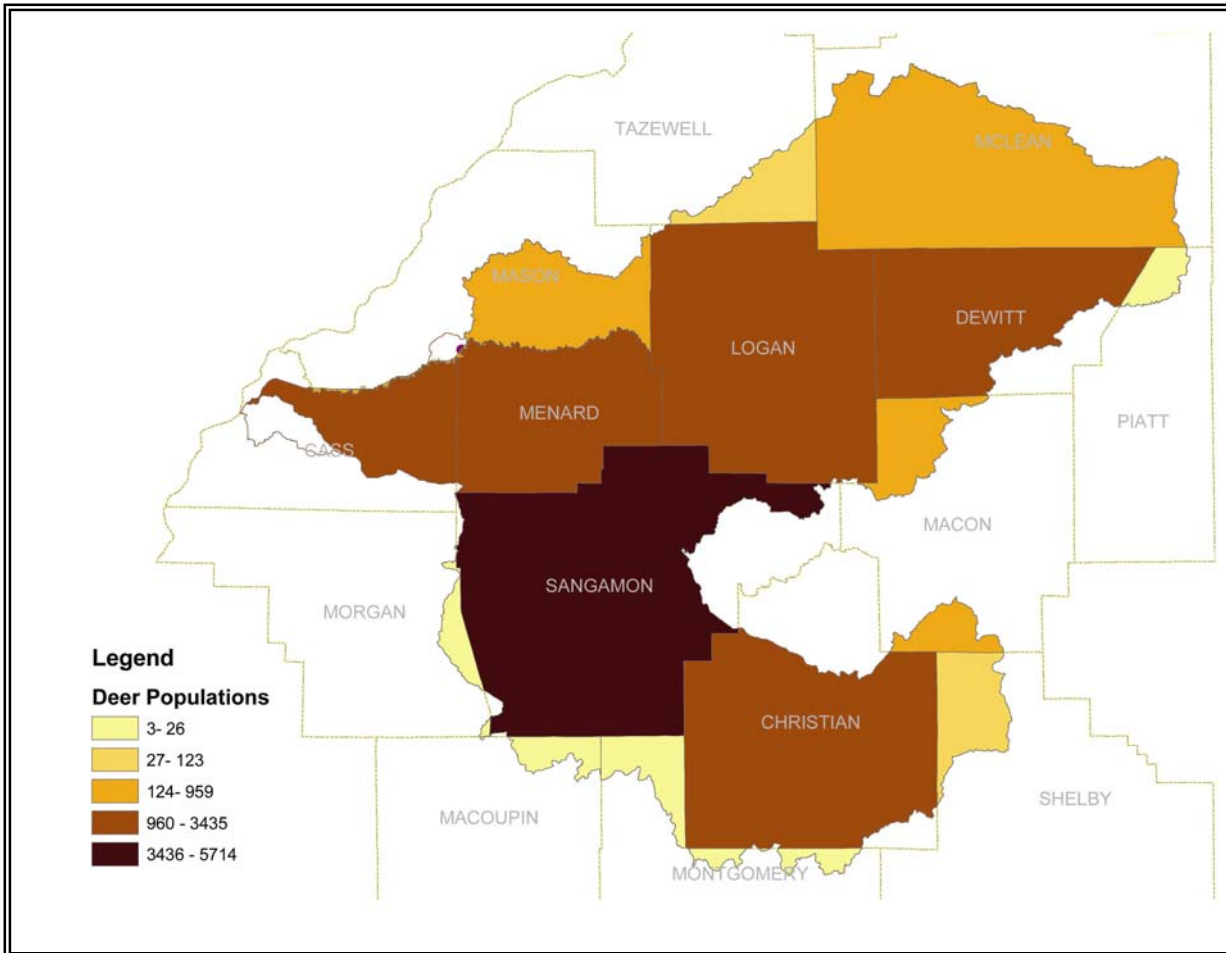 TAZEWELL
MCLEAN
MASON
DEWITT
LOGAN
MENARD
PIATT
CASS
MACON
SANGAMON
MORGAN
CHRISTIAN
SHELBY
MACOUPIN
MONTGOMERY
Legend
Deer Populations
3- 26
27- 123
124- 959
960 - 3435
3436 - 5714